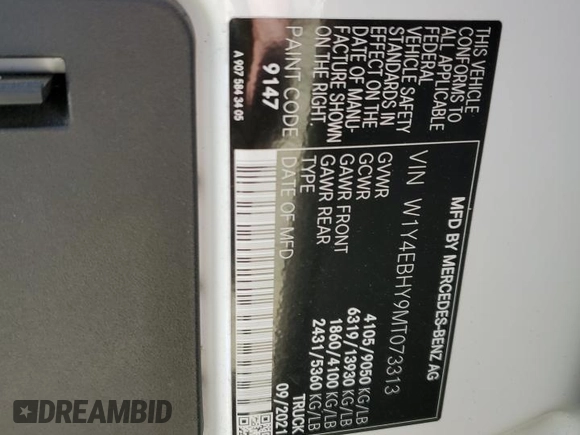 MFD BY MERCEDES-BENZ AG
VIN W1Y4EBHY9MT073313
GVWR 4105/9050 KG/LB
GCWR 6319/13930 KG/LB
GAWR FRONT 1860/4100 KG/LB
GAWR REAR 2431/5360 KG/LB
TYPE TRUCK
DATE OF MFD 09/2021
THIS VEHICLE
CONFORMS TO
ALL APPLICABLE
FEDERAL
VEHICLE SAFETY
STANDARDS IN
EFFECT ON THE
DATE OF MANU-
FACTURE SHOWN
ON THE RIGHT
PAINT CODE
9147
A 907 584 34 05
DREAMBID